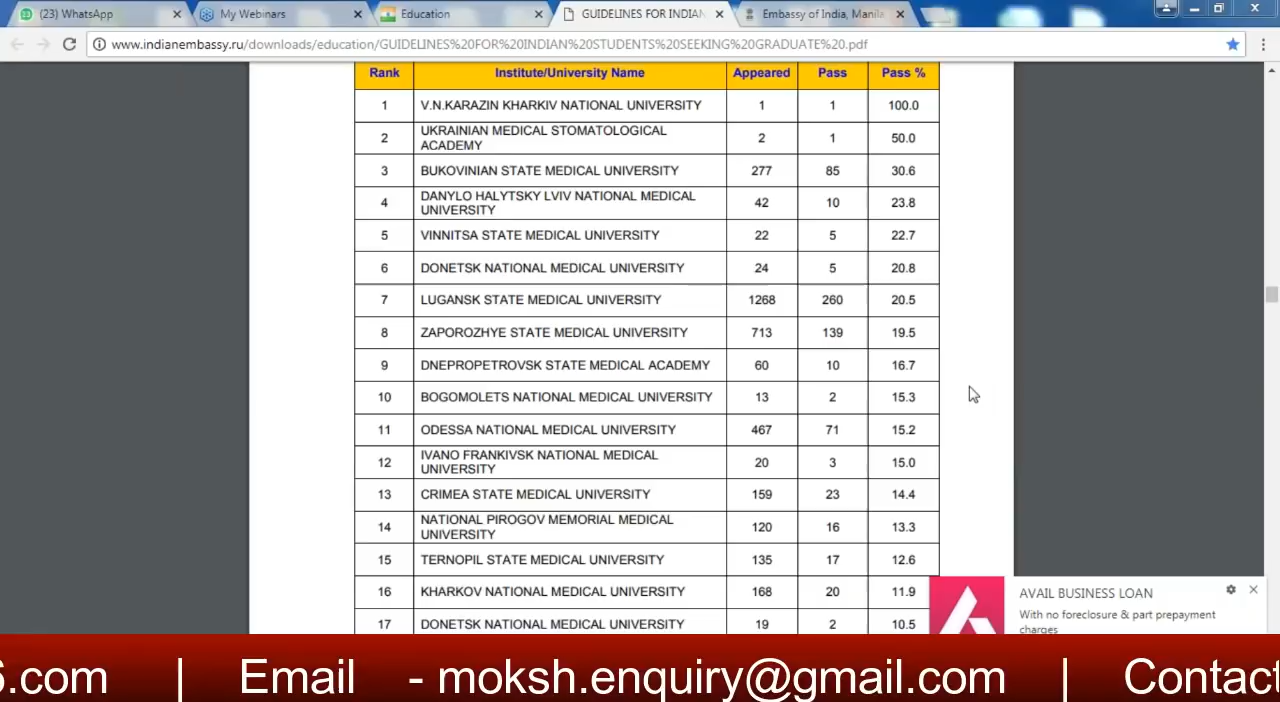 (23) WhatsApp
My Webinars
Education
GUIDELINES FOR INDIAN
Embassy of India, Manila
www.indianembassy.ru/downloads/education/GUIDELINES%20FOR%20INDIAN%20STUDENTS%20SEEKING%20GRADUATE%20.pdf
Rank Institute/University Name Appeared Pass Pass %
1 V.N.KARAZIN KHARKIV NATIONAL UNIVERSITY 1 1 100.0
2 UKRAINIAN MEDICAL STOMATOLOGICAL
ACADEMY 2 1 50.0
3 BUKOVINIAN STATE MEDICAL UNIVERSITY 277 85 30.6
4 DANYLO HALYTSKY LVIV NATIONAL MEDICAL
UNIVERSITY 42 10 23.8
5 VINNITSA STATE MEDICAL UNIVERSITY 22 5 22.7
6 DONETSK NATIONAL MEDICAL UNIVERSITY 24 5 20.8
7 LUGANSK STATE MEDICAL UNIVERSITY 1268 260 20.5
8 ZAPOROZHYE STATE MEDICAL UNIVERSITY 713 139 19.5
9 DNEPROPETROVSK STATE MEDICAL ACADEMY 60 10 16.7
10 BOGOMOLETS NATIONAL MEDICAL UNIVERSITY 13 2 15.3
11 ODESSA NATIONAL MEDICAL UNIVERSITY 467 71 15.2
12 IVANO FRANKIVSK NATIONAL MEDICAL
UNIVERSITY 20 3 15.0
13 CRIMEA STATE MEDICAL UNIVERSITY 159 23 14.4
14 NATIONAL PIROGOV MEMORIAL MEDICAL
UNIVERSITY 120 16 13.3
15 TERNOPIL STATE MEDICAL UNIVERSITY 135 17 12.6
16 KHARKOV NATIONAL MEDICAL UNIVERSITY 168 20 11.9
17 DONETSK NATIONAL MEDICAL UNIVERSITY 19 2 10.5
AVAIL BUSINESS LOAN
With no foreclosure & part prepayment
charges
6.com | Email - moksh.enquiry@gmail.com | Contact